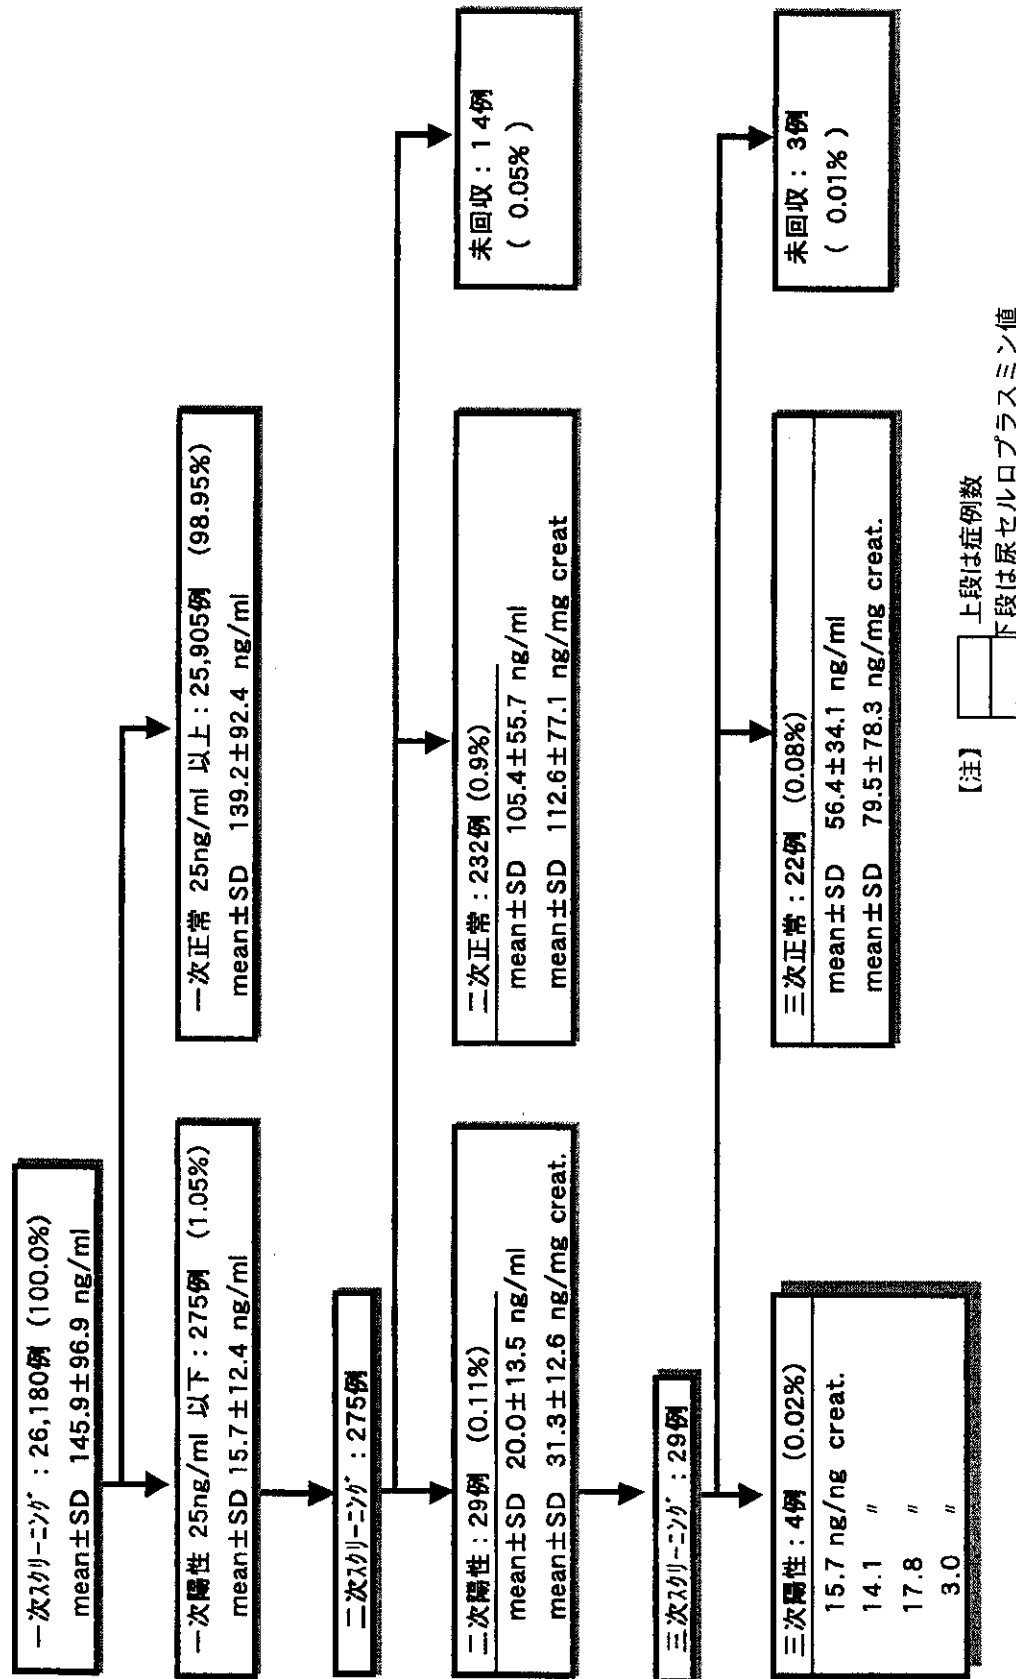 一次ｽｸﾘｰﾆﾝｸﾞ：26,180例 (100.0%)
mean±SD 145.9±96.9 ng/ml
一次陽性 25ng/ml 以下：275例 (1.05%)
mean±SD 15.7±12.4 ng/ml
一次正常 25ng/ml 以上：25,905例 (98.95%)
mean±SD 139.2±92.4 ng/ml
二次ｽｸﾘｰﾆﾝｸﾞ：275例
二次陽性：29例 (0.11%)
mean±SD 20.0±13.5 ng/ml
mean±SD 31.3±12.6 ng/mg creat.
二次正常：232例 (0.9%)
mean±SD 105.4±55.7 ng/ml
mean±SD 112.6±77.1 ng/mg creat
未回収：14例
( 0.05% )
三次ｽｸﾘｰﾆﾝｸﾞ：29例
三次陽性：4例 (0.02%)
15.7 ng/ng creat.
14.1 〃
17.8 〃
3.0 〃
三次正常：22例 (0.08%)
mean±SD 56.4±34.1 ng/ml
mean±SD 79.5±78.3 ng/mg creat.
未回収：3例
( 0.01% )
【注】 上段は症例数
下段は尿セルロプラスミン値